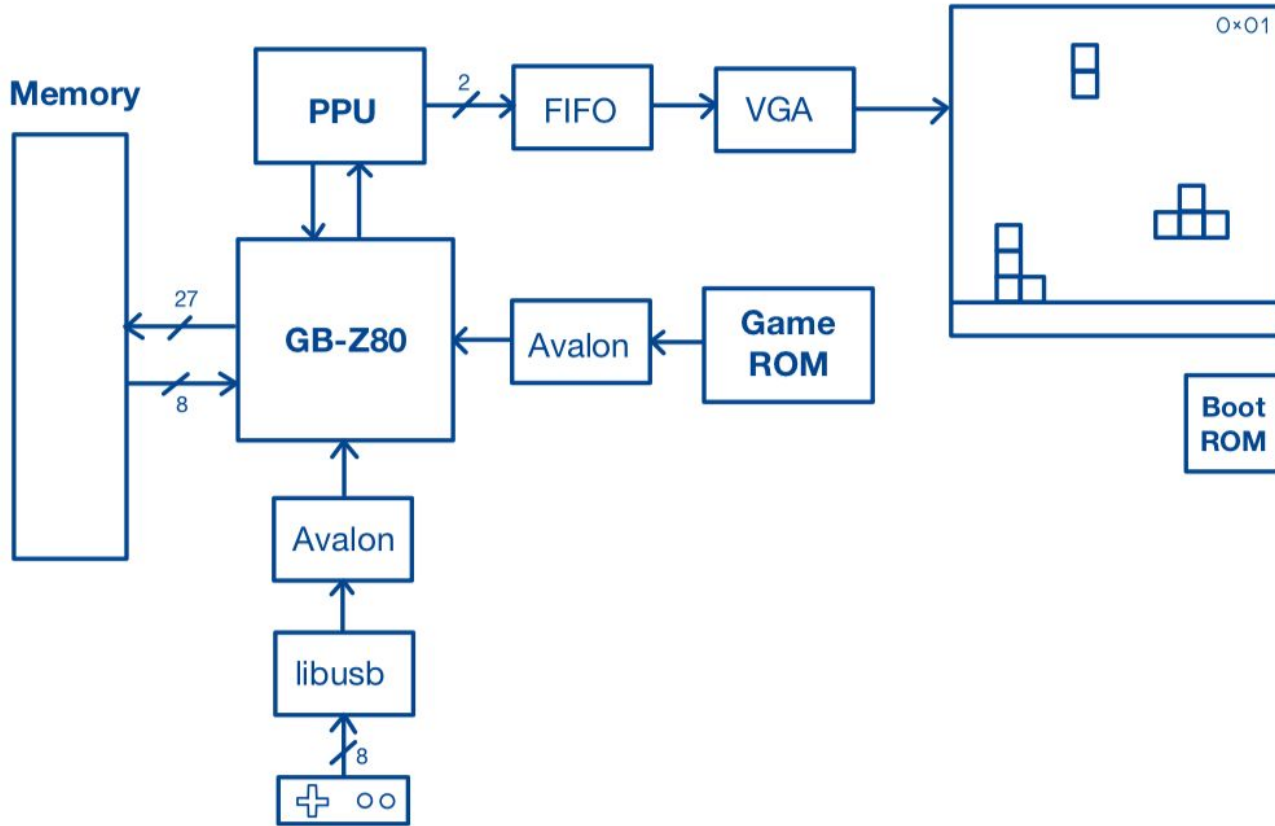 0×01
Memory
PPU
2
FIFO
VGA
27
8
GB-Z80
Avalon
Game
ROM
Boot
ROM
Avalon
libusb
8